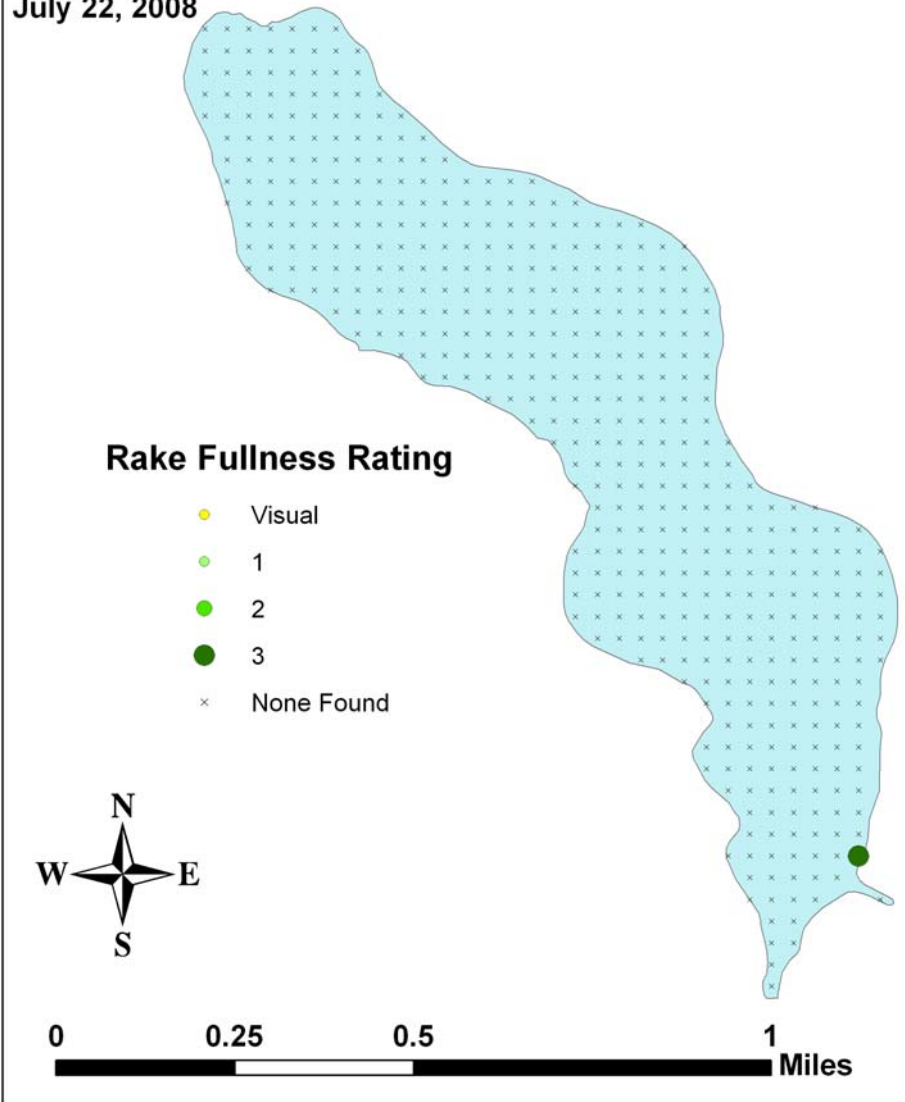 July 22, 2008
Rake Fullness Rating
Visual
1
2
3
None Found
N
W E
S
0 0.25 0.5 1
Miles